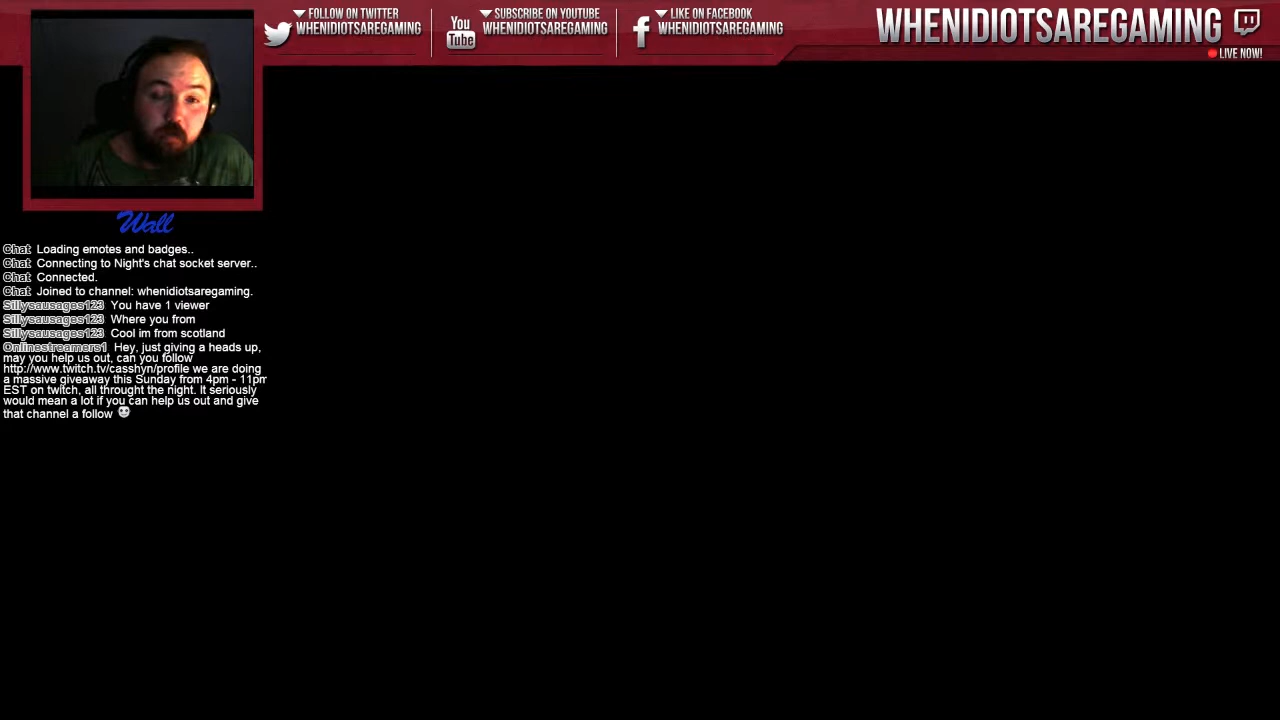 FOLLOW ON TWITTER
WHENIDIOTSAREGAMING
You
Tube
SUBSCRIBE ON YOUTUBE
WHENIDIOTSAREGAMING
LIKE ON FACEBOOK
WHENIDIOTSAREGAMING
WHENIDIOTSAREGAMING
LIVE NOW!
Wall
Chat Loading emotes and badges..
Chat Connecting to Night's chat socket server..
Chat Connected.
Chat Joined to channel: whenidiotsaregaming.
Sillysausages123 You have 1 viewer
Sillysausages123 Where you from
Sillysausages123 Cool im from scotland
Onlinestreamers1 Hey, just giving a heads up,
may you help us out, can you follow
http://www.twitch.tv/casshyn/profile we are doing
a massive giveaway this Sunday from 4pm - 11pm
EST on twitch, all throught the night. It seriously
would mean a lot if you can help us out and give
that channel a follow